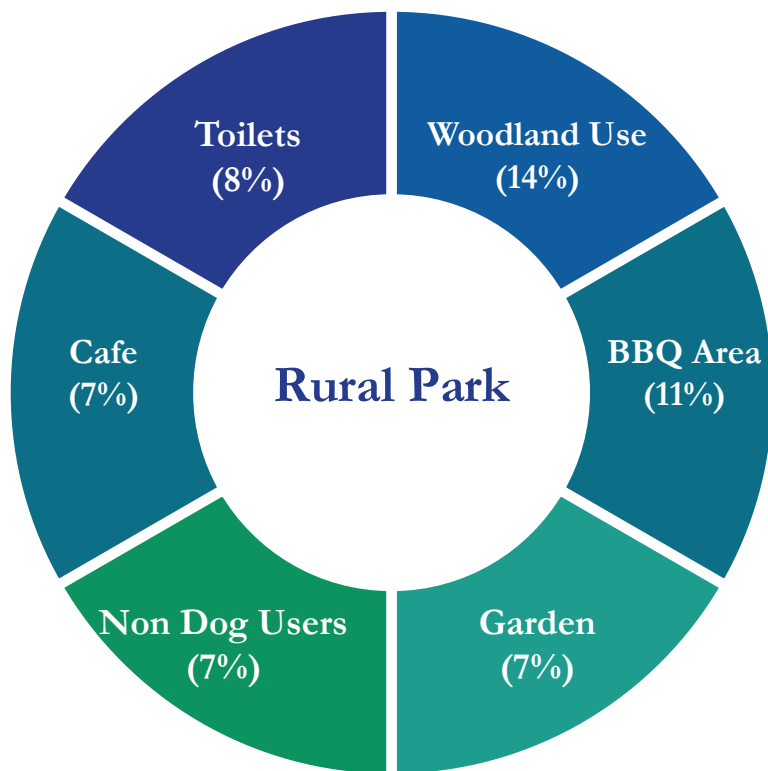 Toilets
(8%)
Woodland Use
(14%)
Cafe
(7%)
Rural Park
BBQ Area
(11%)
Non Dog Users
(7%)
Garden
(7%)